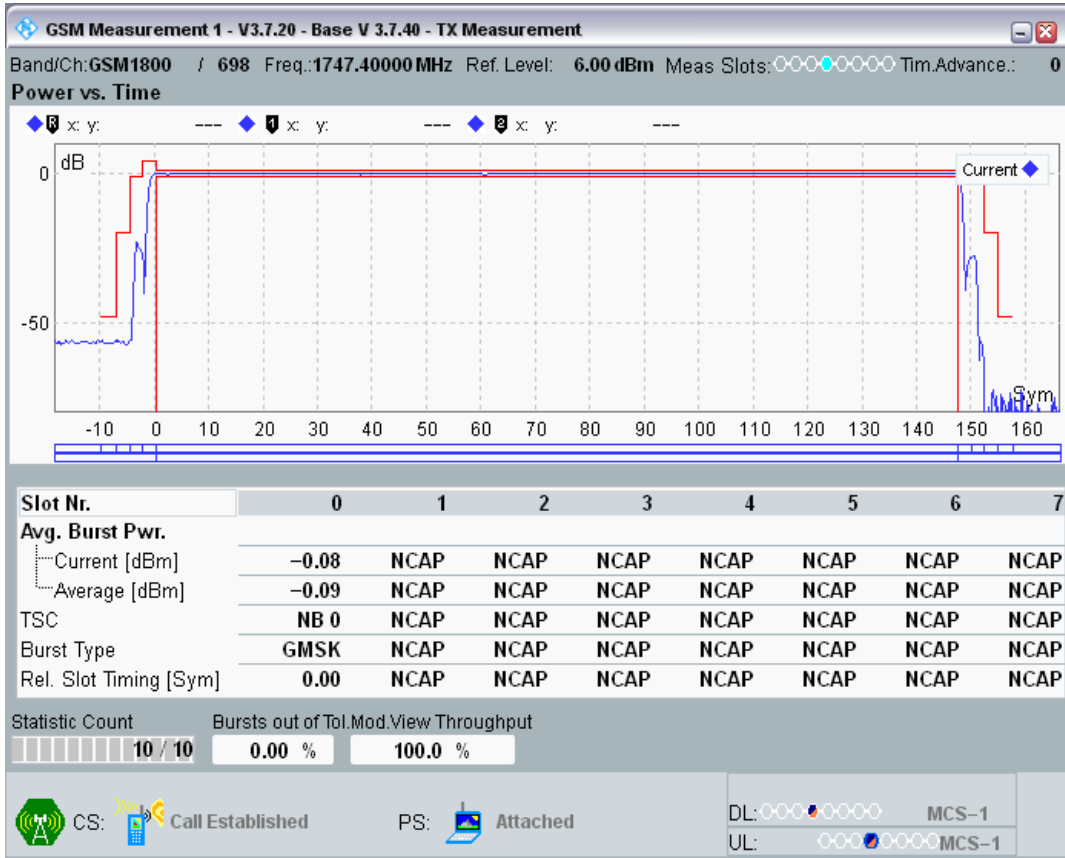 GSM Measurement 1 - V3.7.20 - Base V 3.7.40 - TX Measurement
Band/Ch:GSM1800 / 698 Freq.:1747.40000 MHz Ref. Level: 6.00 dBm Meas Slots: Tim.Advance.: 0
Power vs. Time
R x: y: --- 1 x: y: --- 2 x: y: ---
dB
Current
0
-50
Sym
-10 0 10 20 30 40 50 60 70 80 90 100 110 120 130 140 150 160
Slot Nr. 0 1 2 3 4 5 6 7
Avg. Burst Pwr.
Current [dBm] −0.08 NCAP NCAP NCAP NCAP NCAP NCAP NCAP
Average [dBm] −0.09 NCAP NCAP NCAP NCAP NCAP NCAP NCAP
TSC NB 0 NCAP NCAP NCAP NCAP NCAP NCAP NCAP
Burst Type GMSK NCAP NCAP NCAP NCAP NCAP NCAP NCAP
Rel. Slot Timing [Sym] 0.00 NCAP NCAP NCAP NCAP NCAP NCAP NCAP
Statistic Count Bursts out of Tol.Mod.View Throughput
10 / 10 0.00 % 100.0 %
CS: Call Established PS: Attached
DL: MCS−1
UL: MCS−1